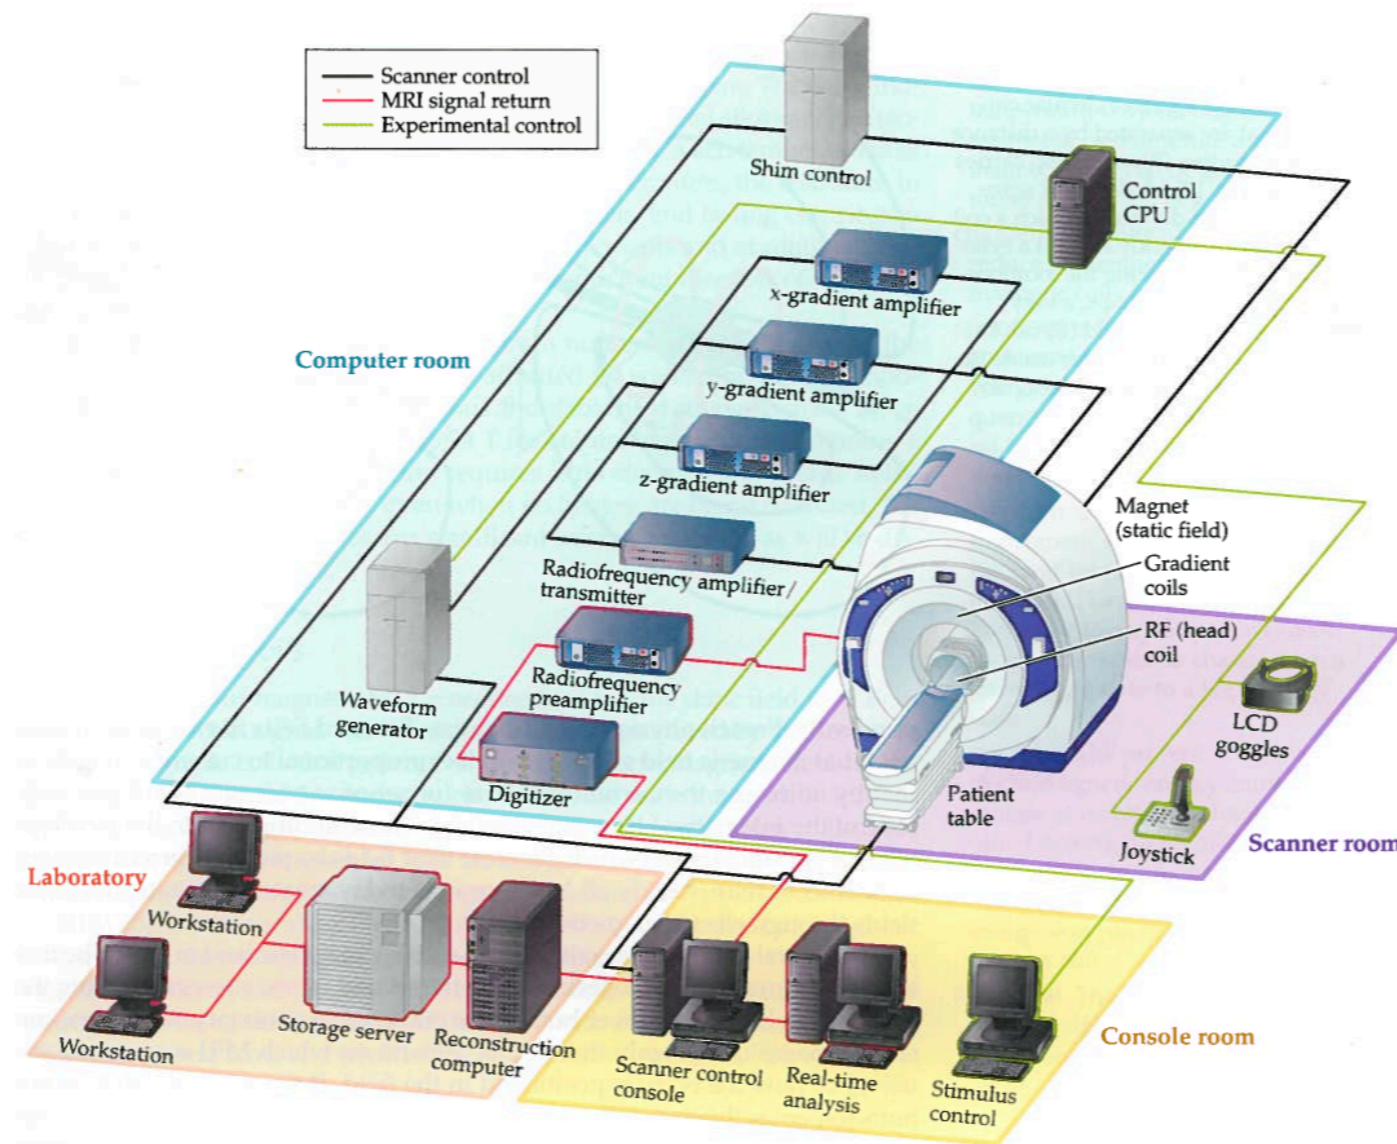 Scanner control
MRI signal return
Experimental control
Shim control
Control
CPU
x-gradient amplifier
Computer room
y-gradient amplifier
z-gradient amplifier
Magnet
(static field)
Gradient
coils
Radiofrequency amplifier/
transmitter
RF (head)
coil
Radiofrequency
preamplifier
Waveform
generator
LCD
goggles
Digitizer
Patient
table
Joystick
Scanner room
Laboratory
Workstation
Storage server
Workstation
Reconstruction
computer
Scanner control
console
Real-time
analysis
Stimulus
control
Console room